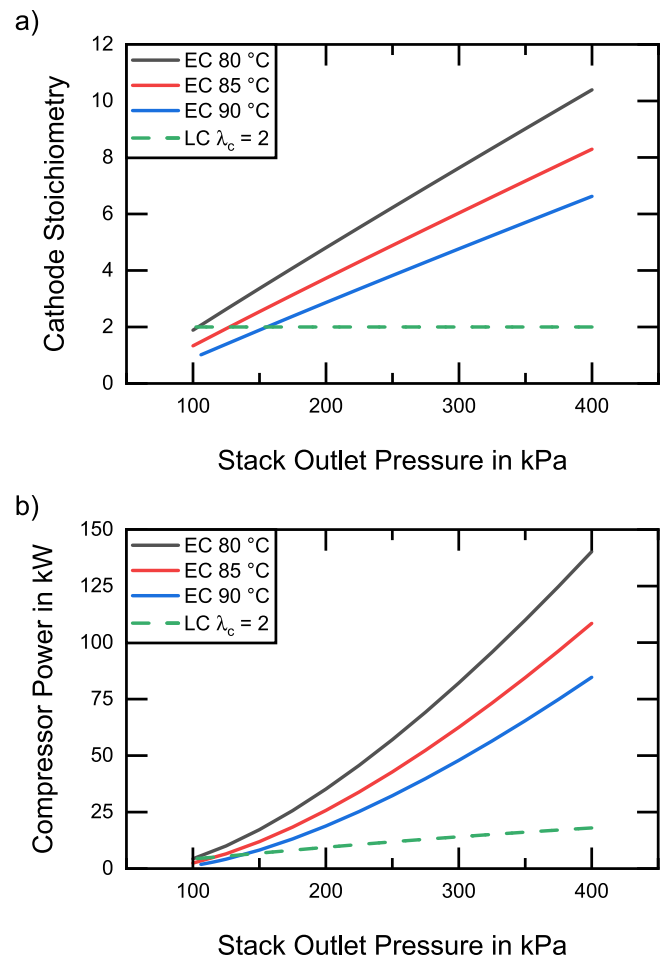 a)
12
10
8
6
4
2
0
Cathode Stoichiometry
EC 80 °C
EC 85 °C
EC 90 °C
LC λc = 2
100 200 300 400
Stack Outlet Pressure in kPa
b)
150
125
100
75
50
25
0
Compressor Power in kW
EC 80 °C
EC 85 °C
EC 90 °C
LC λc = 2
100 200 300 400
Stack Outlet Pressure in kPa